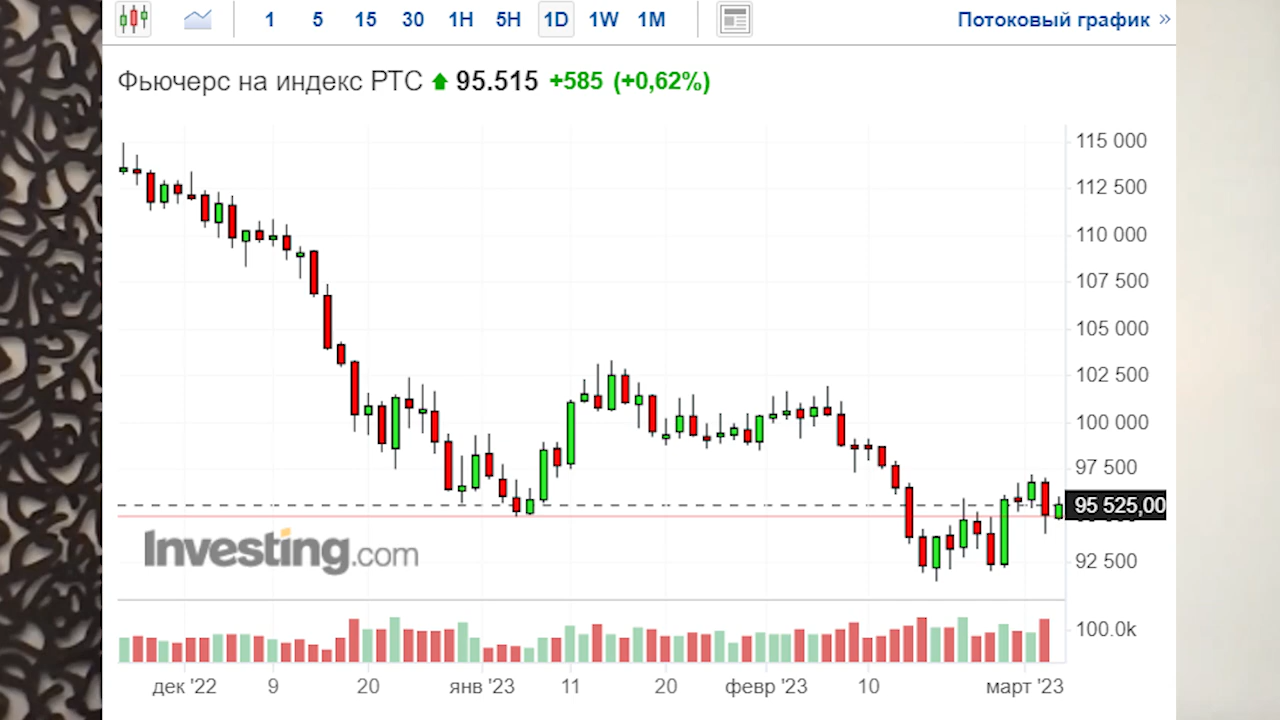 1 5 15 30 1H 5H 1D 1W 1M Потоковый график »
Фьючерс на индекс РТС 95.515 +585 (+0,62%)
115 000
112 500
110 000
107 500
105 000
102 500
100 000
97 500
95 525,00
92 500
Investing.com
100.0k
дек '22 9 20 янв '23 11 20 февр '23 10 март '23